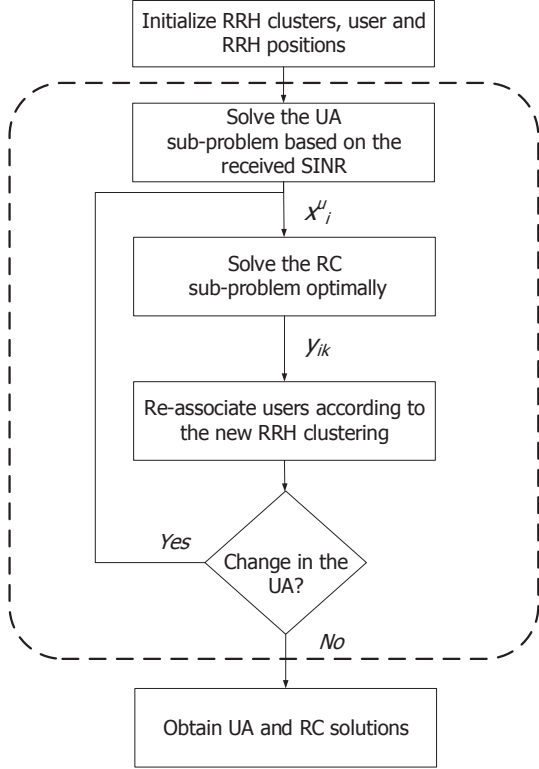 Initialize RRH clusters, user and
RRH positions
Solve the UA
sub-problem based on the
received SINR
x^μ_i
Solve the RC
sub-problem optimally
y_ik
Re-associate users according to
the new RRH clustering
Yes
Change in the
UA?
No
Obtain UA and RC solutions